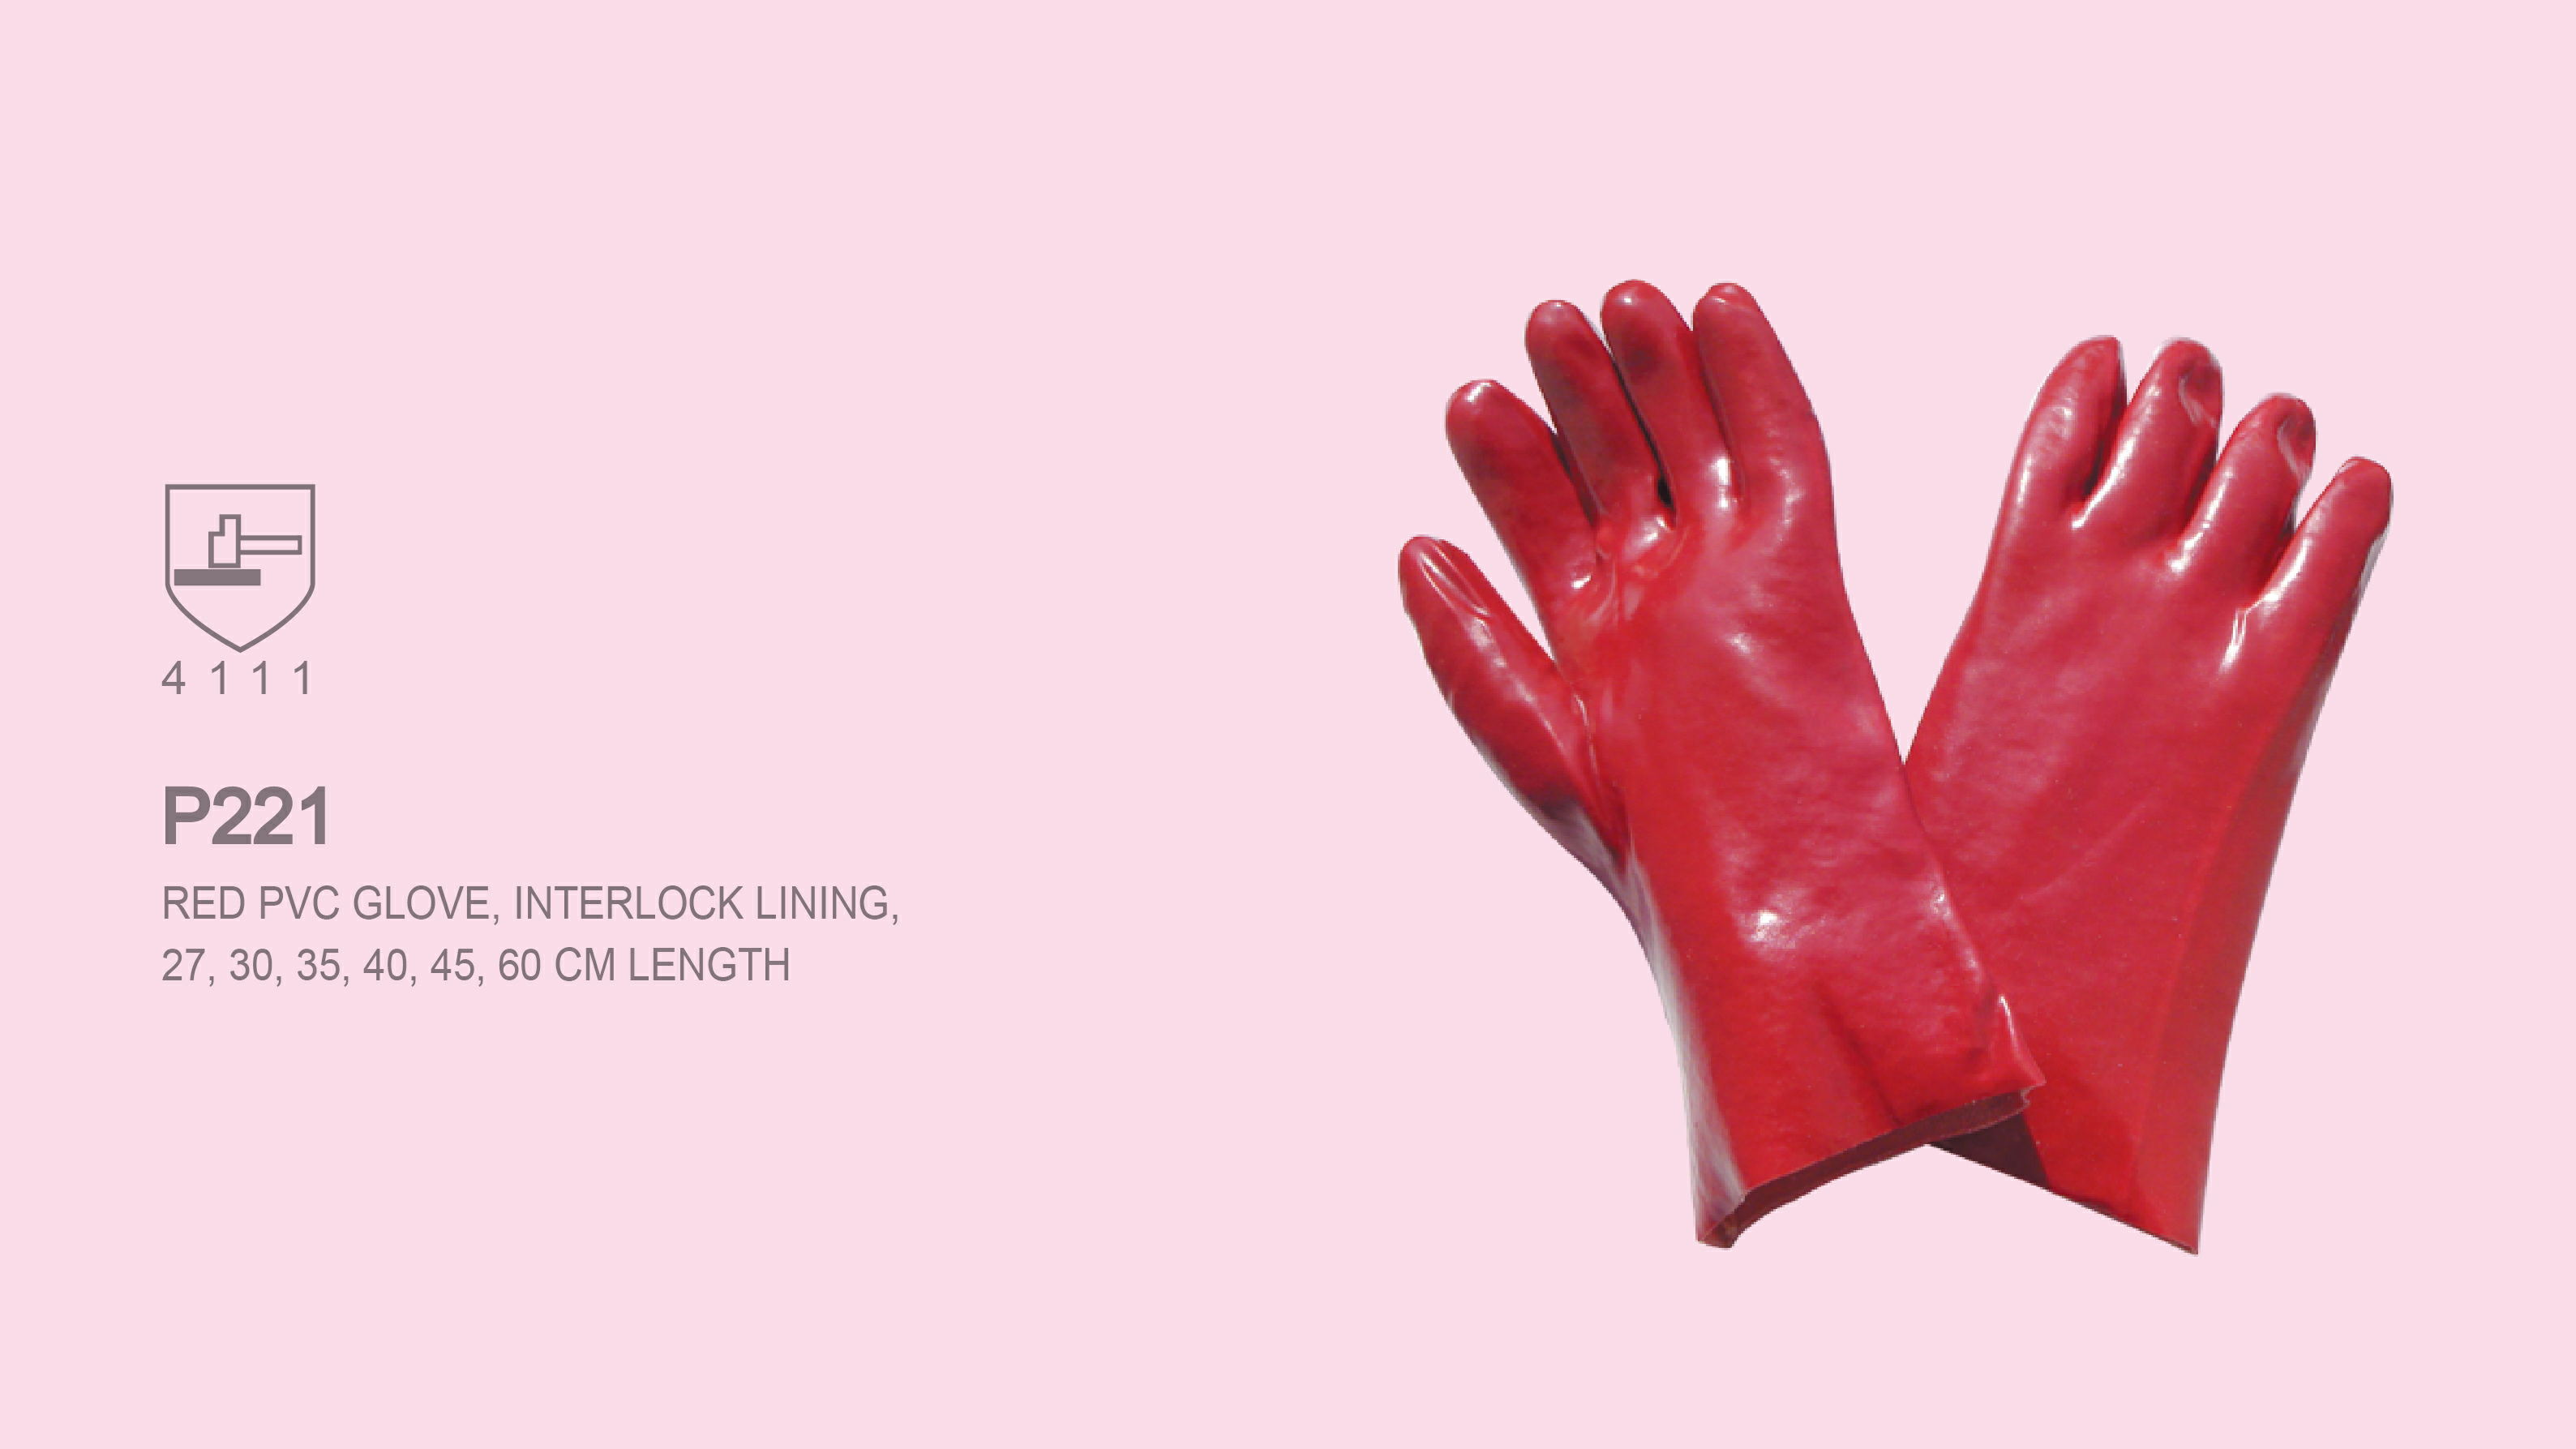 4 1 1 1
P221
RED PVC GLOVE, INTERLOCK LINING,
27, 30, 35, 40, 45, 60 CM LENGTH